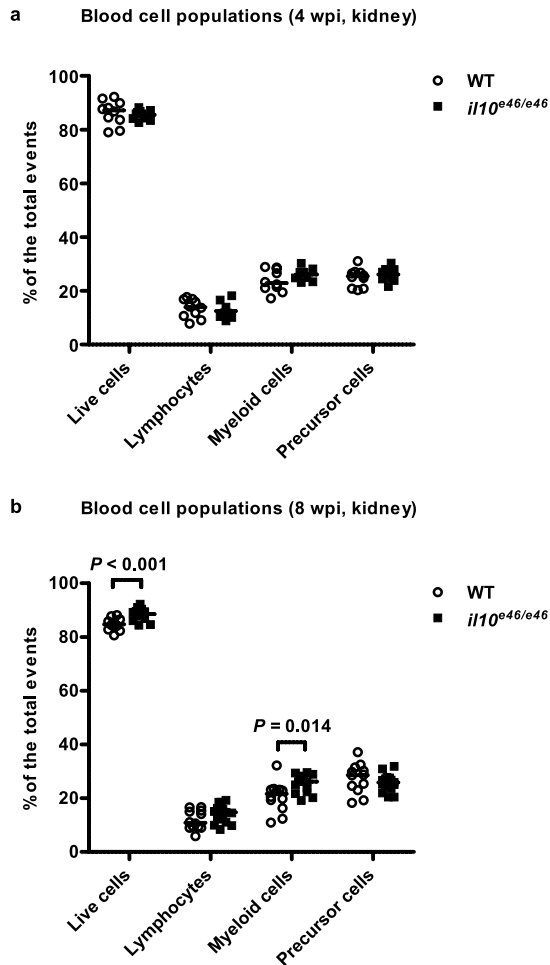 a
Blood cell populations (4 wpi, kidney)
% of the total events
100
80
60
40
20
0
Live cells
Lymphocytes
Myeloid cells
Precursor cells
WT
il10e46/e46
b
Blood cell populations (8 wpi, kidney)
% of the total events
100
80
60
40
20
0
P < 0.001
P = 0.014
Live cells
Lymphocytes
Myeloid cells
Precursor cells
WT
il10e46/e46